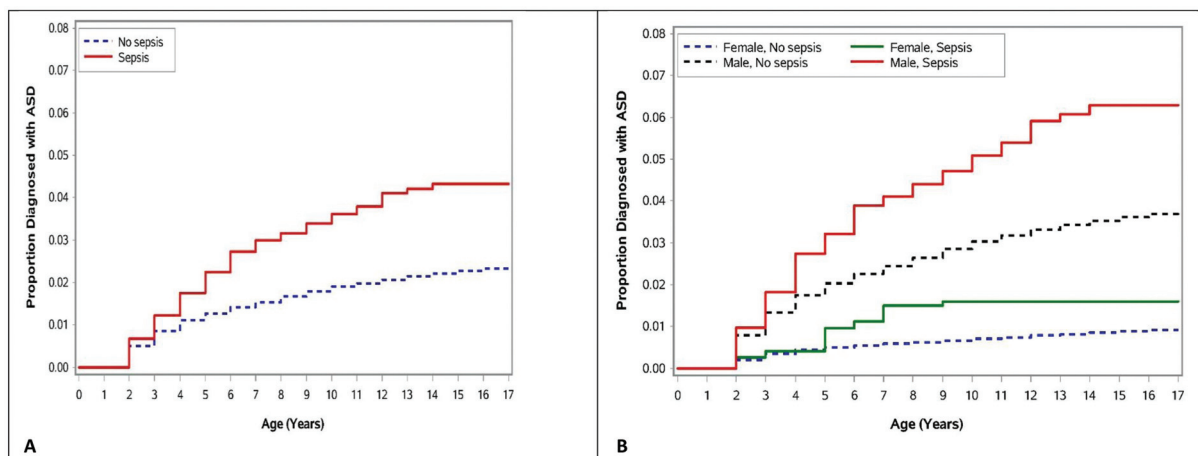 No sepsis
Sepsis
Proportion Diagnosed with ASD
0.08
0.07
0.06
0.05
0.04
0.03
0.02
0.01
0.00
0 1 2 3 4 5 6 7 8 9 10 11 12 13 14 15 16 17
Age (Years)
A
Female, No sepsis Female, Sepsis
Male, No sepsis Male, Sepsis
Proportion Diagnosed with ASD
0.08
0.07
0.06
0.05
0.04
0.03
0.02
0.01
0.00
0 1 2 3 4 5 6 7 8 9 10 11 12 13 14 15 16 17
Age (Years)
B